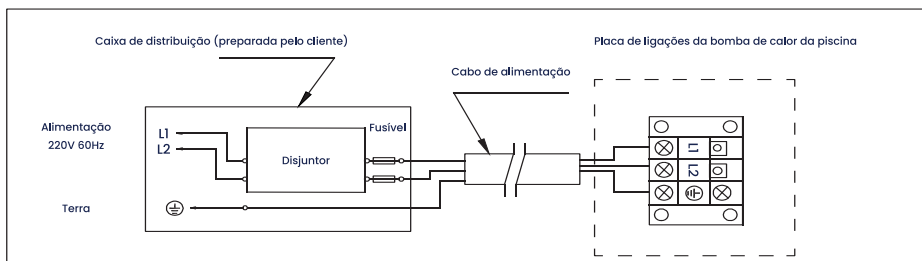 Caixa de distribuição (preparada pelo cliente)
Placa de ligações da bomba de calor da piscina
Cabo de alimentação
Alimentação
220V 60Hz
L1
L2
Disjuntor
Fusível
Terra
L1
L2